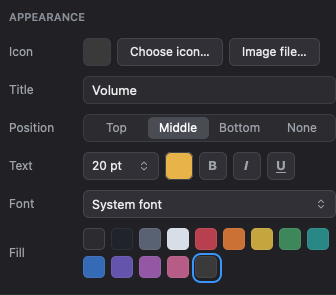 APPEARANCE
Icon Choose icon... Image file...
Title Volume
Position Top Middle Bottom None
Text 20 pt B I U
Font System font
Fill